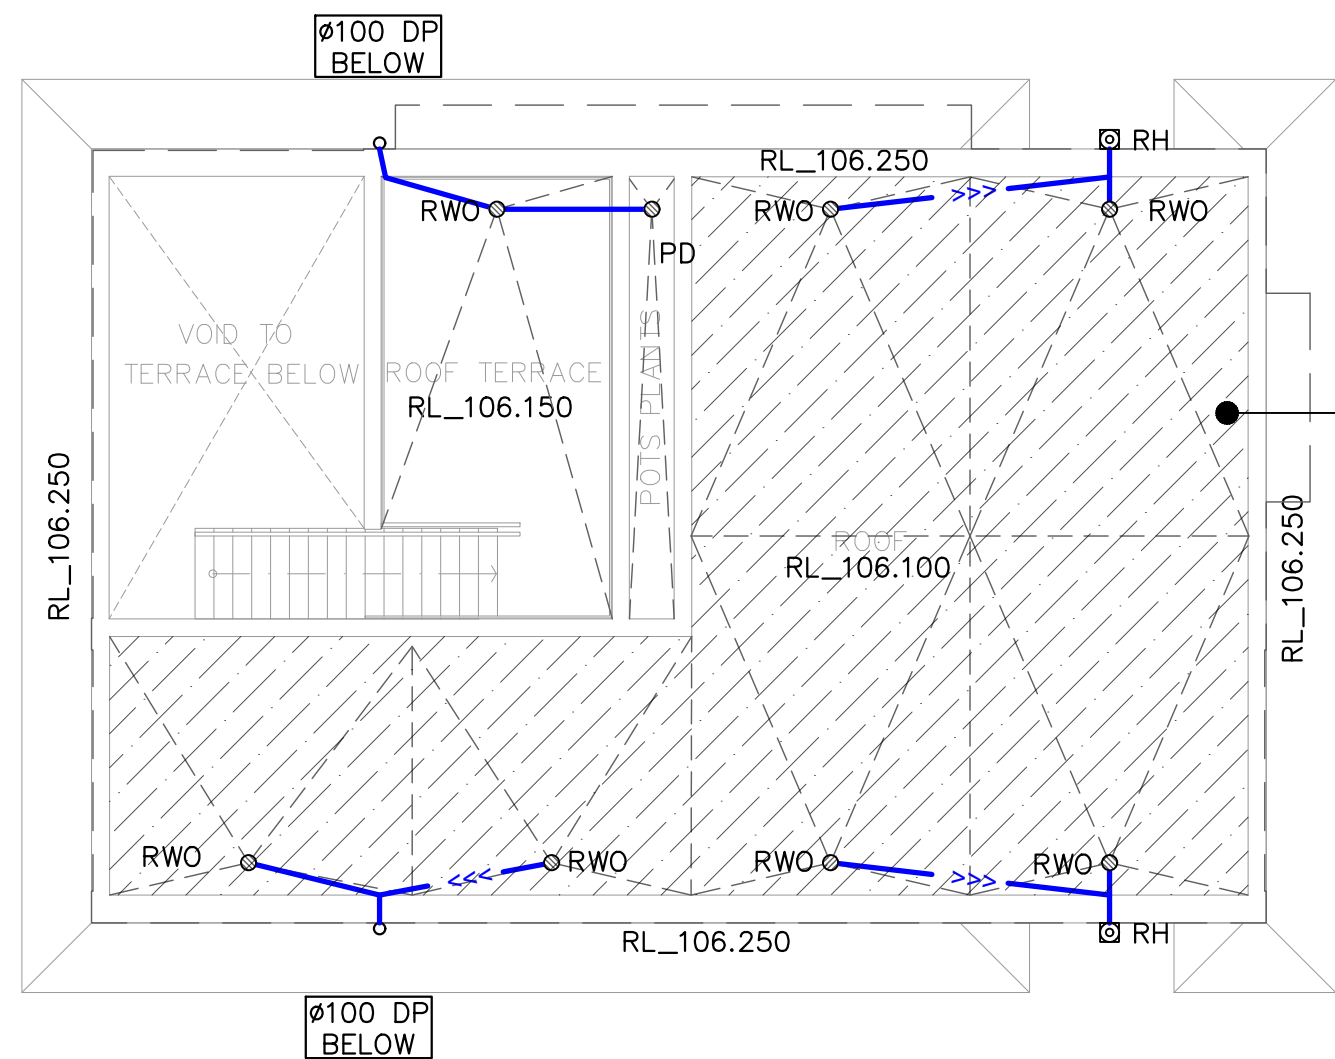 ø100 DP
BELOW
RH
RL_106.250
RWO
RWO
RWO
PD
VOID TO
TERRACE BELOW
ROOF TERRACE
RL_106.150
POTS PLANTS
RL_106.250
ROOF
RL_106.100
RL_106.250
RWO
RWO
RWO
RWO
RL_106.250
RH
ø100 DP
BELOW